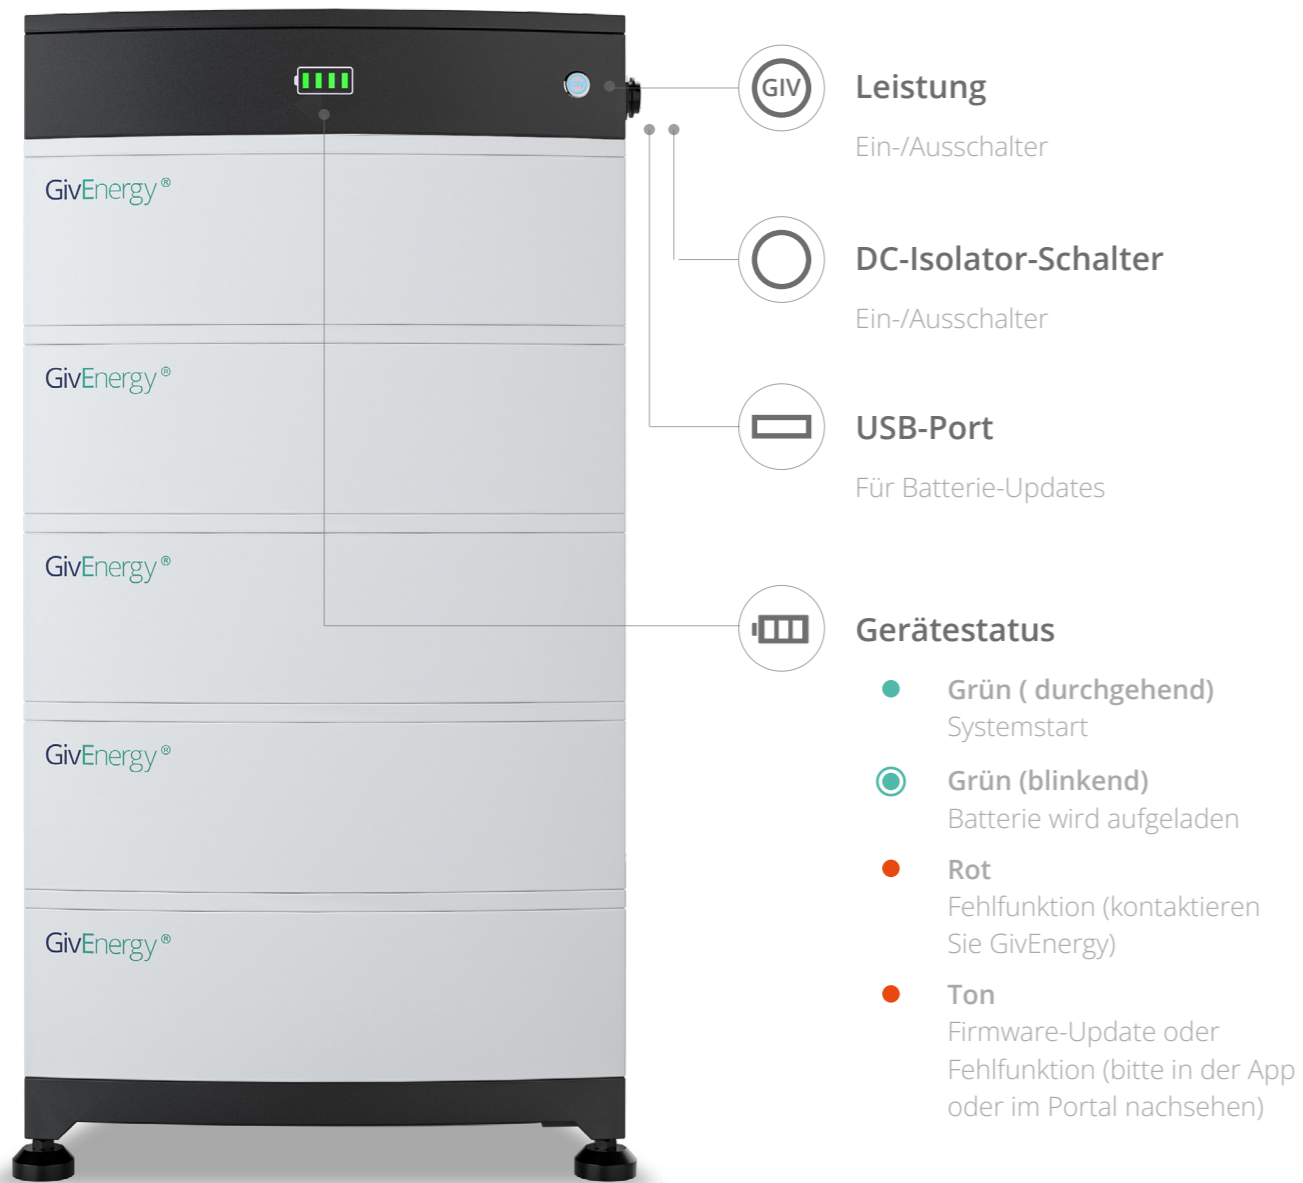 GivEnergy®
GivEnergy®
GivEnergy®
GivEnergy®
GivEnergy®
GIV
Leistung
Ein-/Ausschalter
DC-Isolator-Schalter
Ein-/Ausschalter
USB-Port
Für Batterie-Updates
Gerätestatus
Grün ( durchgehend)
Systemstart
Grün (blinkend)
Batterie wird aufgeladen
Rot
Fehlfunktion (kontaktieren
Sie GivEnergy)
Ton
Firmware-Update oder
Fehlfunktion (bitte in der App
oder im Portal nachsehen)